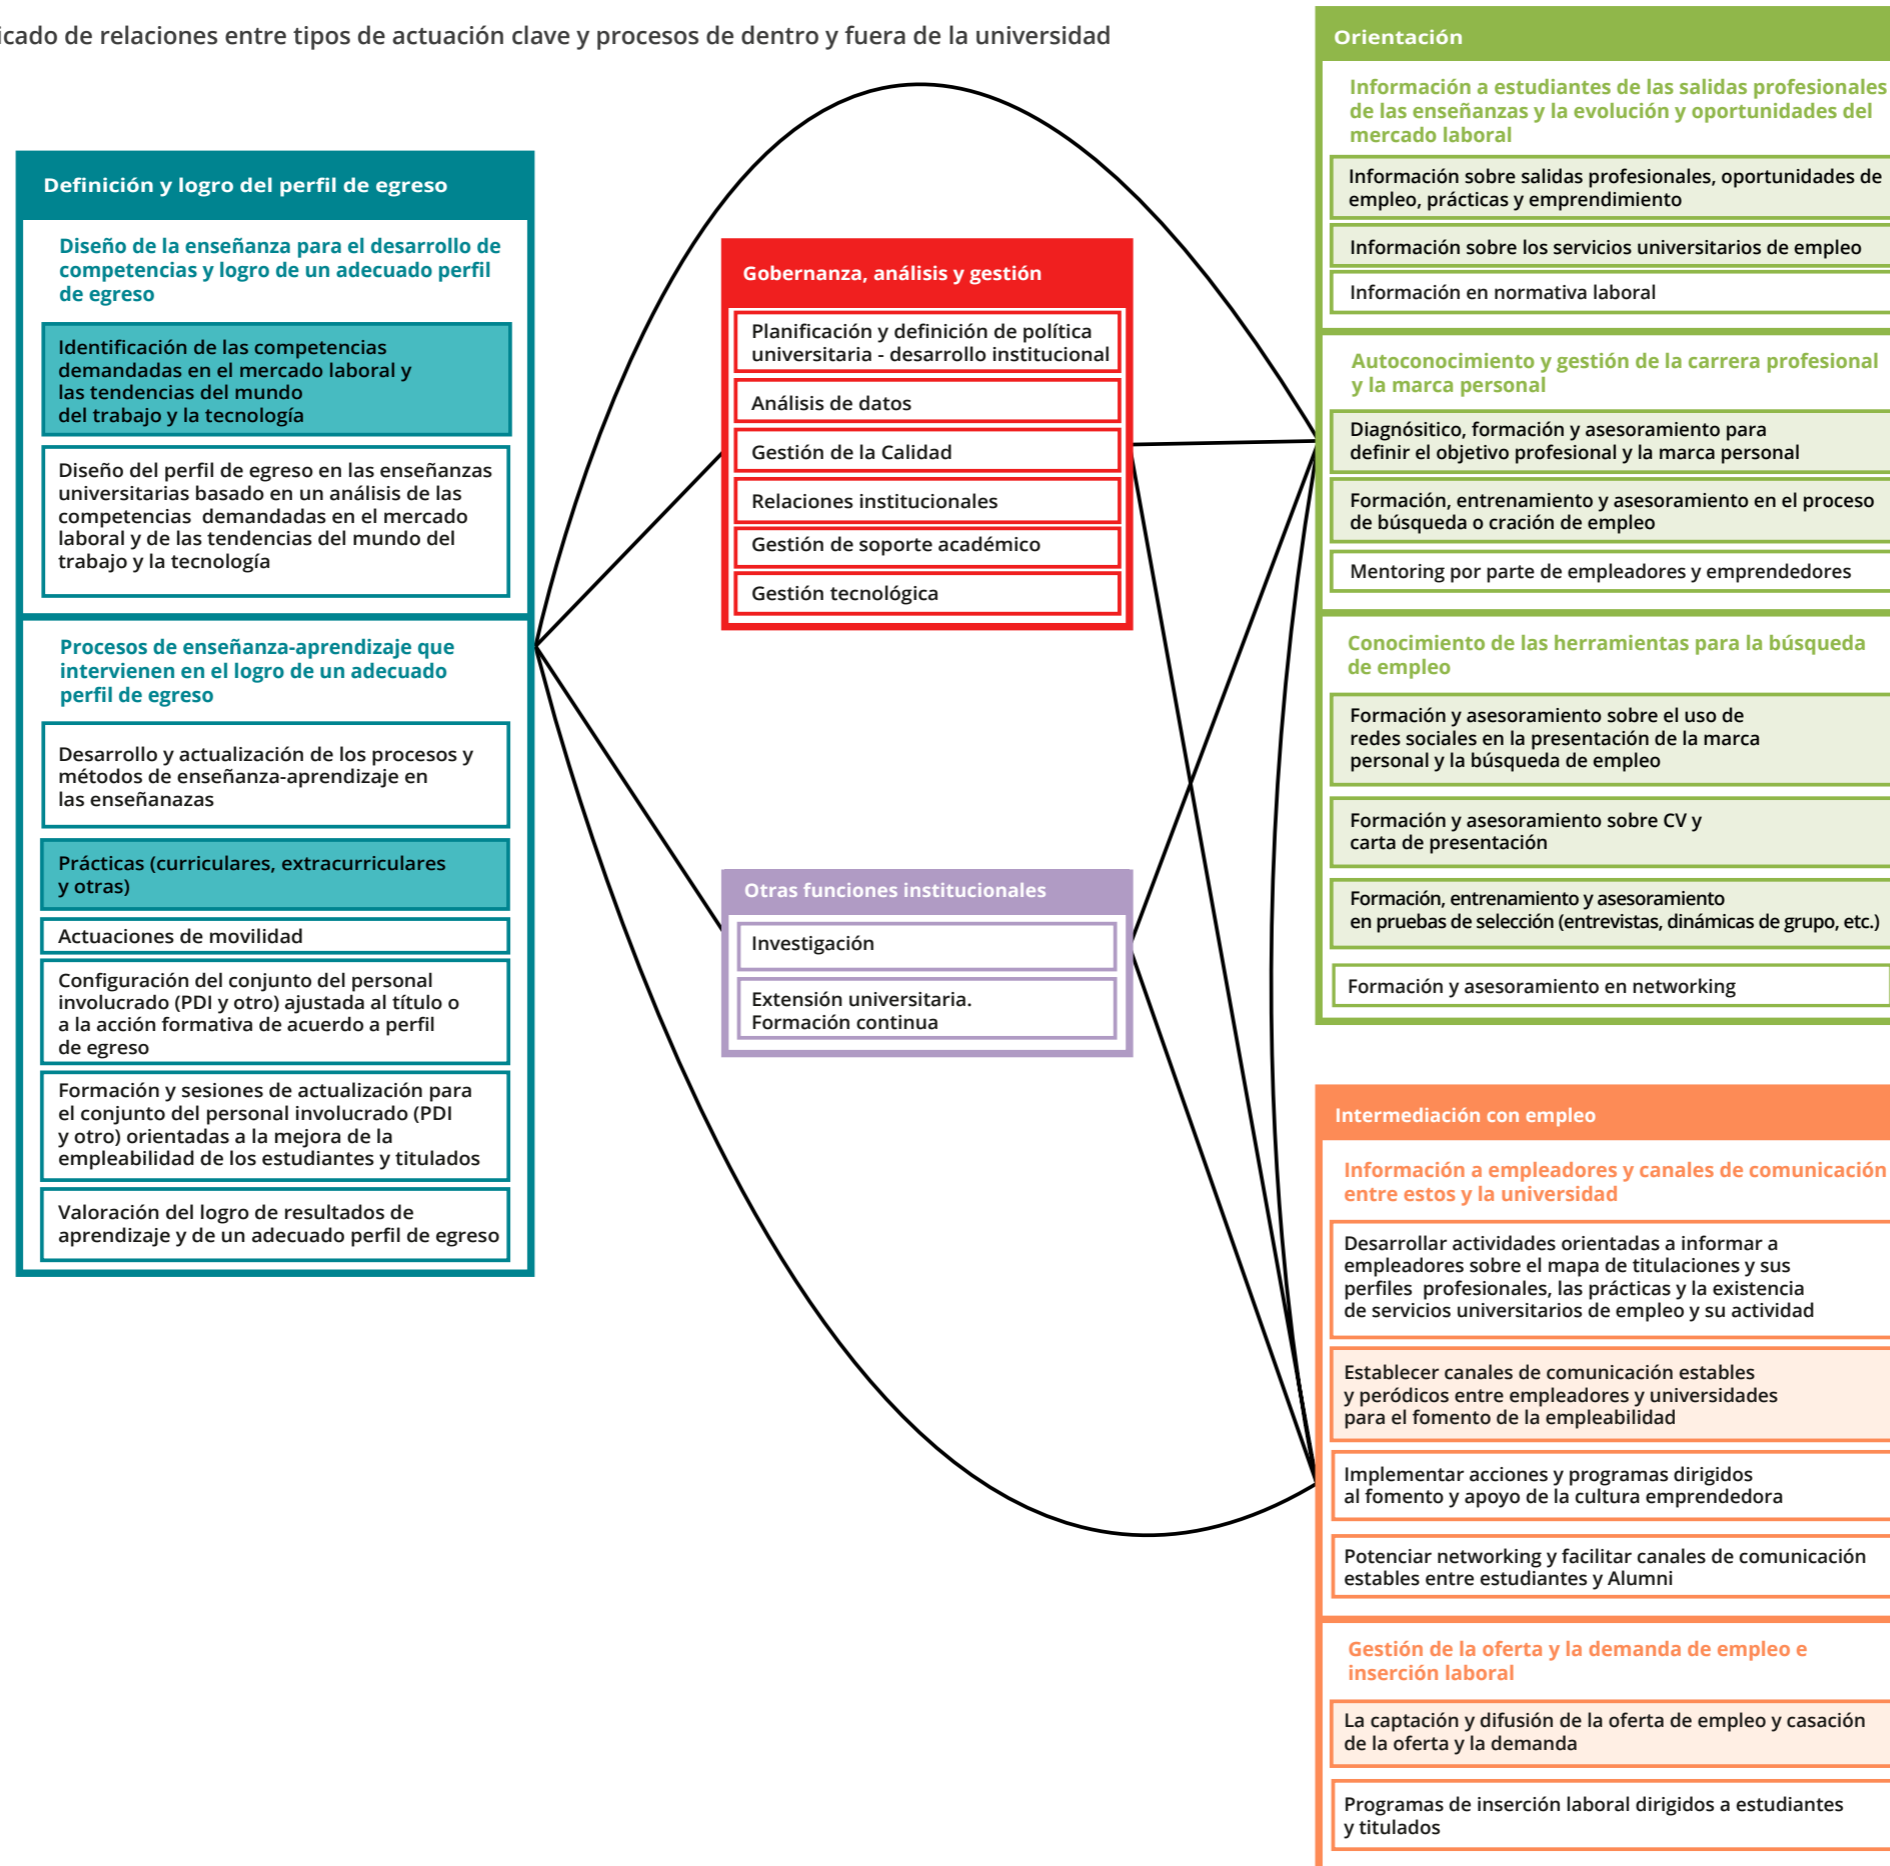 icado de relaciones entre tipos de actuación clave y procesos de dentro y fuera de la universidad
Definición y logro del perfil de egreso
Diseño de la enseñanza para el desarrollo de
competencias y logro de un adecuado perfil
de egreso
Identificación de las competencias
demandadas en el mercado laboral y
las tendencias del mundo
del trabajo y la tecnología
Diseño del perfil de egreso en las enseñanzas
universitarias basado en un análisis de las
competencias demandadas en el mercado
laboral y de las tendencias del mundo del
trabajo y la tecnología
Procesos de enseñanza-aprendizaje que
intervienen en el logro de un adecuado
perfil de egreso
Desarrollo y actualización de los procesos y
métodos de enseñanza-aprendizaje en
las enseñanazas
Prácticas (curriculares, extracurriculares
y otras)
Actuaciones de movilidad
Configuración del conjunto del personal
involucrado (PDI y otro) ajustada al título o
a la acción formativa de acuerdo a perfil
de egreso
Formación y sesiones de actualización para
el conjunto del personal involucrado (PDI
y otro) orientadas a la mejora de la
empleabilidad de los estudiantes y titulados
Valoración del logro de resultados de
aprendizaje y de un adecuado perfil de egreso
Gobernanza, análisis y gestión
Planificación y definición de política
universitaria - desarrollo institucional
Análisis de datos
Gestión de la Calidad
Relaciones institucionales
Gestión de soporte académico
Gestión tecnológica
Otras funciones institucionales
Investigación
Extensión universitaria.
Formación continua
Orientación
Información a estudiantes de las salidas profesionales
de las enseñanzas y la evolución y oportunidades del
mercado laboral
Información sobre salidas profesionales, oportunidades de
empleo, prácticas y emprendimiento
Información sobre los servicios universitarios de empleo
Información en normativa laboral
Autoconocimiento y gestión de la carrera profesional
y la marca personal
Diagnósitico, formación y asesoramiento para
definir el objetivo profesional y la marca personal
Formación, entrenamiento y asesoramiento en el proceso
de búsqueda o cración de empleo
Mentoring por parte de empleadores y emprendedores
Conocimiento de las herramientas para la búsqueda
de empleo
Formación y asesoramiento sobre el uso de
redes sociales en la presentación de la marca
personal y la búsqueda de empleo
Formación y asesoramiento sobre CV y
carta de presentación
Formación, entrenamiento y asesoramiento
en pruebas de selección (entrevistas, dinámicas de grupo, etc.)
Formación y asesoramiento en networking
Intermediación con empleo
Información a empleadores y canales de comunicación
entre estos y la universidad
Desarrollar actividades orientadas a informar a
empleadores sobre el mapa de titulaciones y sus
perfiles profesionales, las prácticas y la existencia
de servicios universitarios de empleo y su actividad
Establecer canales de comunicación estables
y peródicos entre empleadores y universidades
para el fomento de la empleabilidad
Implementar acciones y programas dirigidos
al fomento y apoyo de la cultura emprendedora
Potenciar networking y facilitar canales de comunicación
estables entre estudiantes y Alumni
Gestión de la oferta y la demanda de empleo e
inserción laboral
La captación y difusión de la oferta de empleo y casación
de la oferta y la demanda
Programas de inserción laboral dirigidos a estudiantes
y titulados